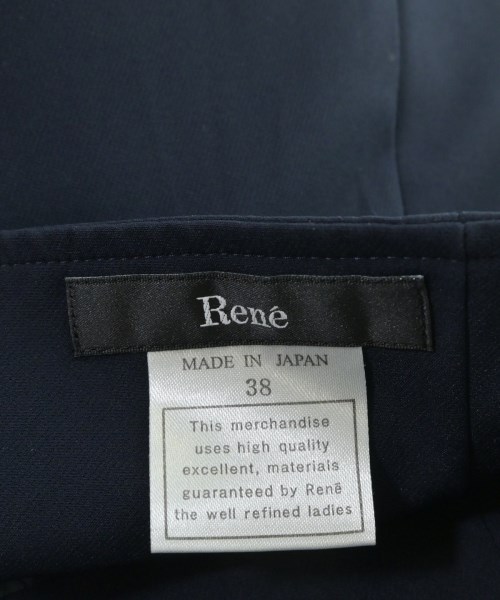 René
MADE IN JAPAN
38
This merchandise
uses high quality
excellent, materials
guaranteed by Renē
the well refined ladies